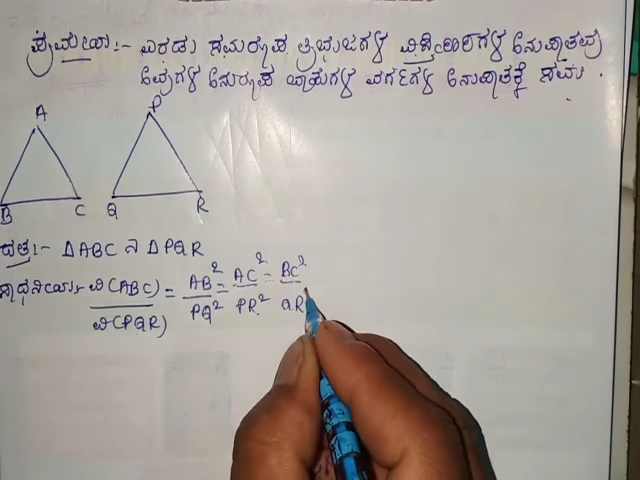 ಪ್ರಮೇಯ:- ಎರಡು ಸಮರೂಪ ತ್ರಿಭುಜಗಳ ವಿಸ್ತೀರ್ಣಗಳ ಅನುಪಾತವು
ಅವುಗಳ ಅನುರೂಪ ಬಾಹುಗಳ ವರ್ಗಗಳ ಅನುಪಾತಕ್ಕೆ ಸಮ.
A P
B C Q R
ದತ್ತ:- ΔABC ~ ΔPQR
ಸಾಧನೀಯ:- ವಿ(ABC) = AB² = AC² = BC²
ವಿ(PQR) PQ² PR² QR